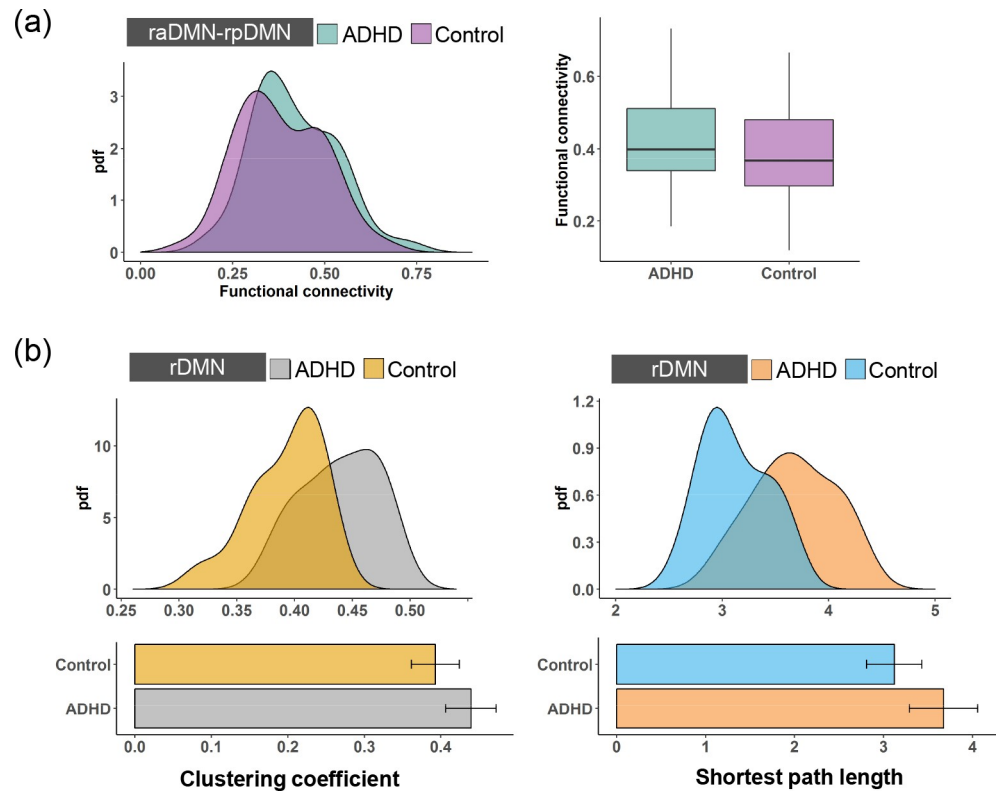 (a)
raDMN-rpDMN ADHD Control
pdf
3
2
1
0
0.00 0.25 0.50 0.75
Functional connectivity
Functional connectivity
0.6
0.4
0.2
ADHD Control
(b)
rDMN ADHD Control
pdf
10
5
0
0.25 0.30 0.35 0.40 0.45 0.50
Control
ADHD
0.0 0.1 0.2 0.3 0.4
Clustering coefficient
rDMN ADHD Control
pdf
1.2
0.9
0.6
0.3
0.0
2 3 4 5
Control
ADHD
0 1 2 3 4
Shortest path length